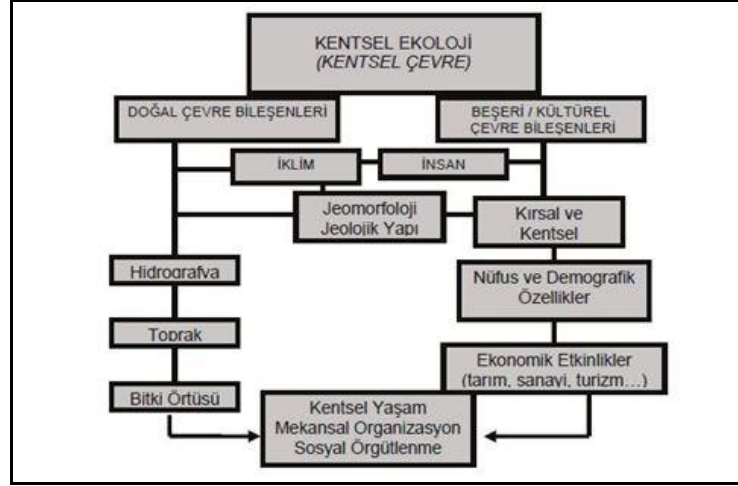 KENTSEL EKOLOJİ
(KENTSEL ÇEVRE)
DOĞAL ÇEVRE BİLEŞENLERİ
BEŞERİ / KÜLTÜREL
ÇEVRE BİLEŞENLERİ
İKLİM
İNSAN
Jeomorfoloji
Jeolojik Yapı
Kırsal ve
Kentsel
Hidrografya
Nüfus ve Demografik
Özellikler
Toprak
Ekonomik Etkinlikler
(tarım, sanayi, turizm...)
Bitki Örtüsü
Kentsel Yaşam
Mekansal Organizasyon
Sosyal Örgütlenme